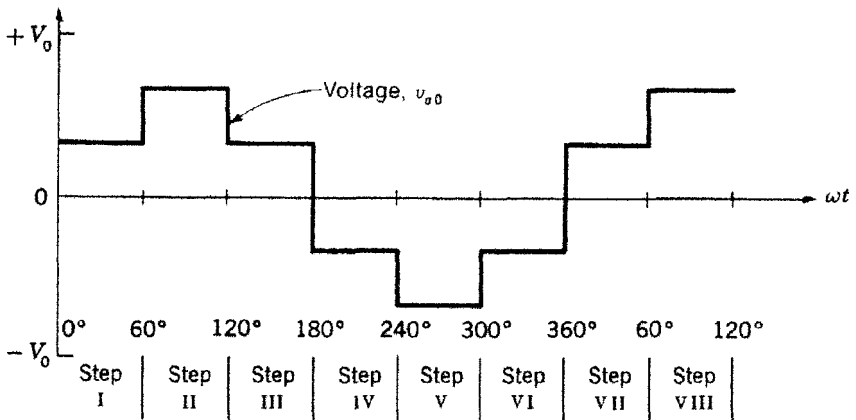 + V₀
Voltage, v_a0
0
ωt
0° 60° 120° 180° 240° 300° 360° 60° 120°
− V₀
Step Step Step Step Step Step Step Step
I II III IV V VI VII VIII